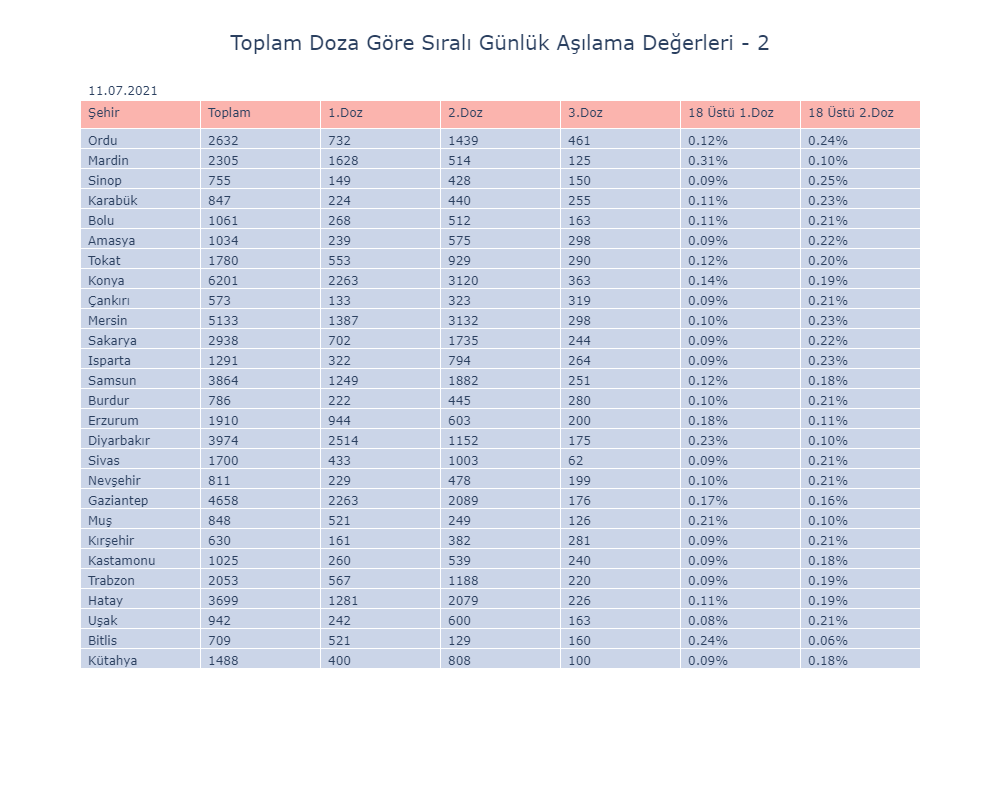 Toplam Doza Göre Sıralı Günlük Aşılama Değerleri - 2
11.07.2021
Şehir Toplam 1.Doz 2.Doz 3.Doz 18 Üstü 1.Doz 18 Üstü 2.Doz
Ordu 2632 732 1439 461 0.12% 0.24%
Mardin 2305 1628 514 125 0.31% 0.10%
Sinop 755 149 428 150 0.09% 0.25%
Karabük 847 224 440 255 0.11% 0.23%
Bolu 1061 268 512 163 0.11% 0.21%
Amasya 1034 239 575 298 0.09% 0.22%
Tokat 1780 553 929 290 0.12% 0.20%
Konya 6201 2263 3120 363 0.14% 0.19%
Çankırı 573 133 323 319 0.09% 0.21%
Mersin 5133 1387 3132 298 0.10% 0.23%
Sakarya 2938 702 1735 244 0.09% 0.22%
Isparta 1291 322 794 264 0.09% 0.23%
Samsun 3864 1249 1882 251 0.12% 0.18%
Burdur 786 222 445 280 0.10% 0.21%
Erzurum 1910 944 603 200 0.18% 0.11%
Diyarbakır 3974 2514 1152 175 0.23% 0.10%
Sivas 1700 433 1003 62 0.09% 0.21%
Nevşehir 811 229 478 199 0.10% 0.21%
Gaziantep 4658 2263 2089 176 0.17% 0.16%
Muş 848 521 249 126 0.21% 0.10%
Kırşehir 630 161 382 281 0.09% 0.21%
Kastamonu 1025 260 539 240 0.09% 0.18%
Trabzon 2053 567 1188 220 0.09% 0.19%
Hatay 3699 1281 2079 226 0.11% 0.19%
Uşak 942 242 600 163 0.08% 0.21%
Bitlis 709 521 129 160 0.24% 0.06%
Kütahya 1488 400 808 100 0.09% 0.18%